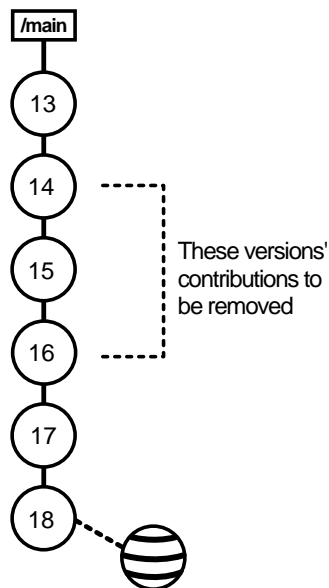 /main
13
14
15
16
17
18
These versions'
contributions to
be removed